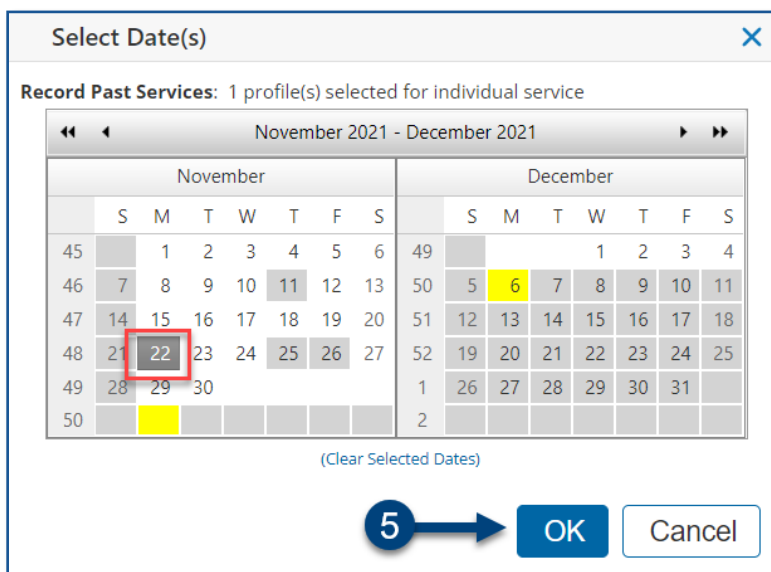 Select Date(s)
Record Past Services: 1 profile(s) selected for individual service
November 2021 - December 2021
November December
S M T W T F S S M T W T F S
45 1 2 3 4 5 6 49 1 2 3 4
46 7 8 9 10 11 12 13 50 5 6 7 8 9 10 11
47 14 15 16 17 18 19 20 51 12 13 14 15 16 17 18
48 21 22 23 24 25 26 27 52 19 20 21 22 23 24 25
49 28 29 30 1 26 27 28 29 30 31
50 2
(Clear Selected Dates)
5 OK Cancel